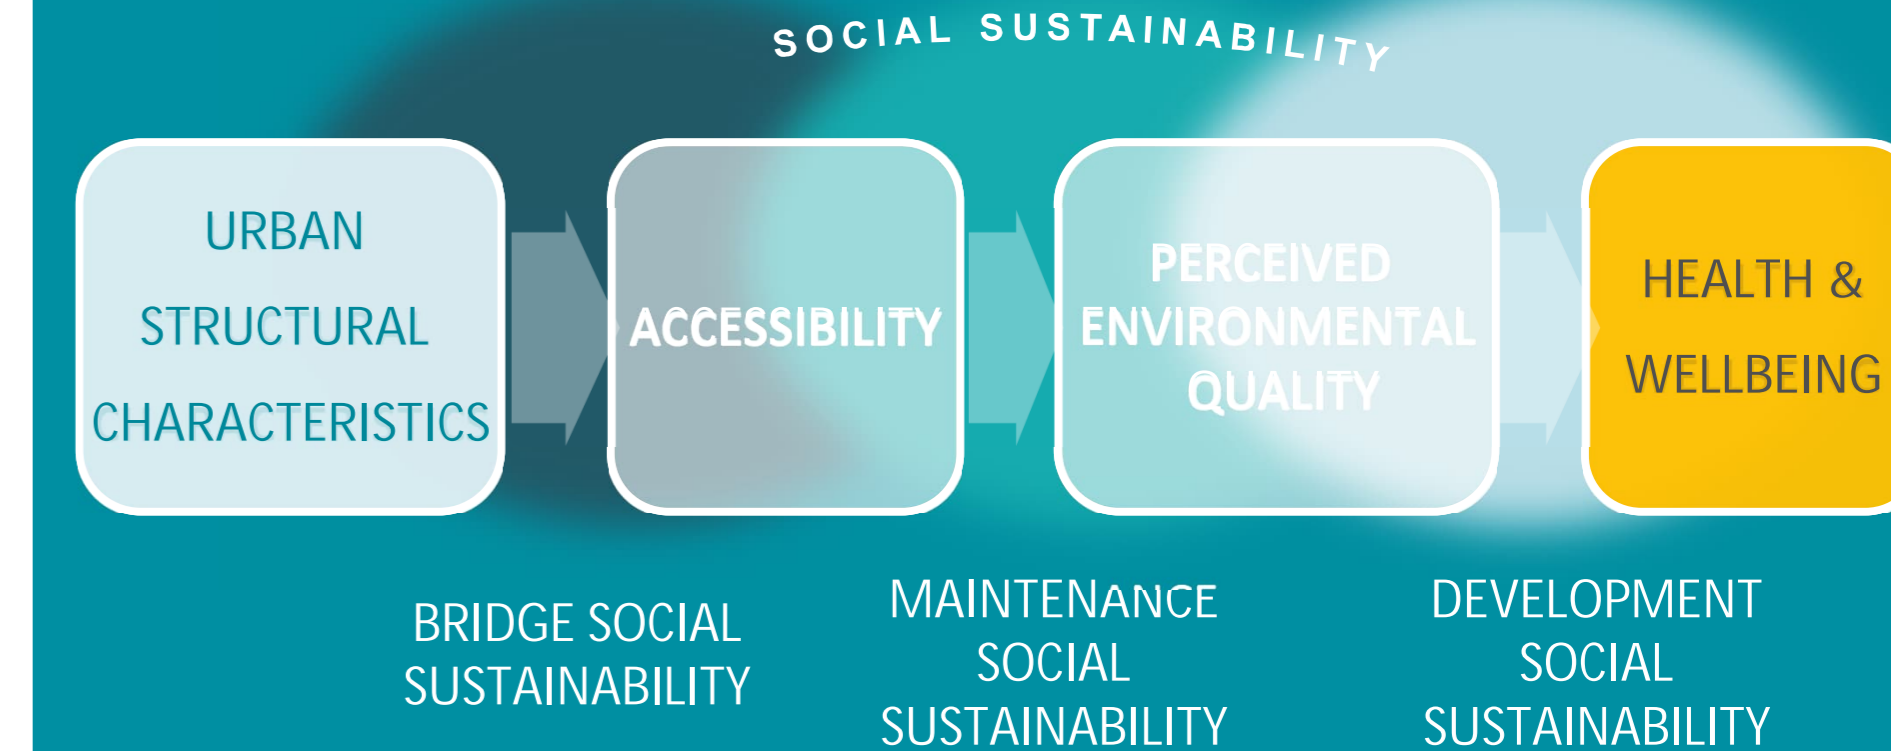 SOCIAL SUSTAINABILITY
URBAN
STRUCTURAL
CHARACTERISTICS
ACCESSIBILITY
PERCEIVED
ENVIRONMENTAL
QUALITY
HEALTH &
WELLBEING
BRIDGE SOCIAL
SUSTAINABILITY
MAINTENANCE
SOCIAL
SUSTAINABILITY
DEVELOPMENT
SOCIAL
SUSTAINABILITY